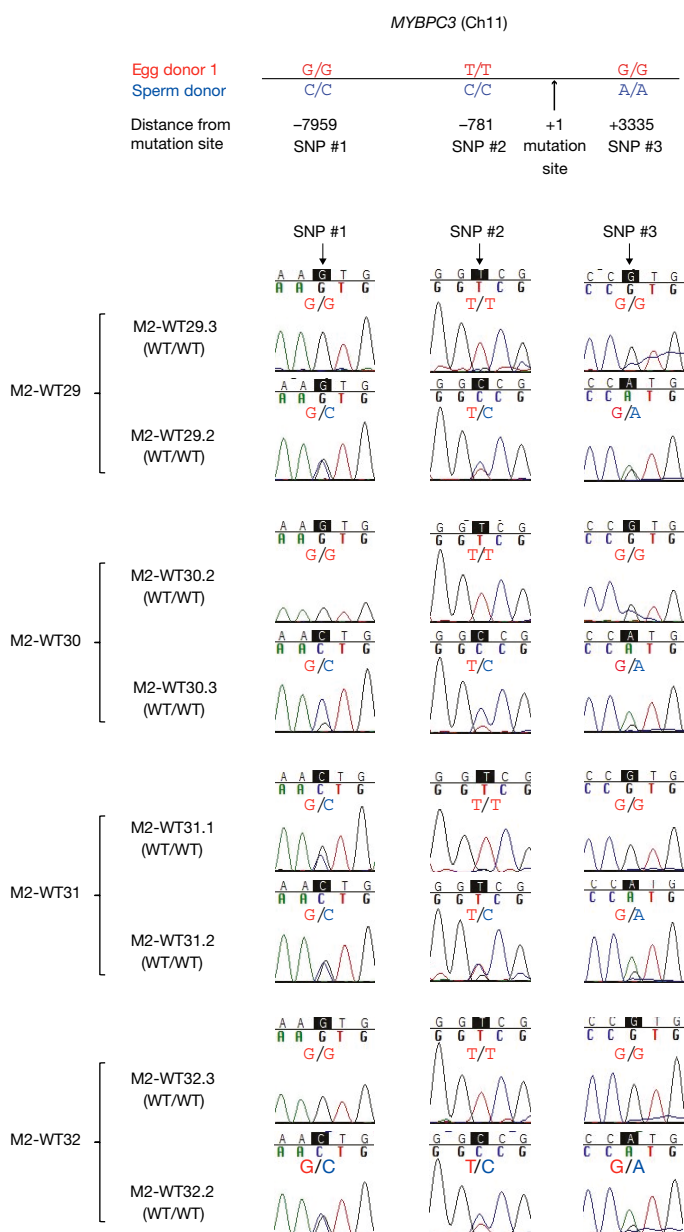 MYBPC3 (Ch11)
Egg donor 1 G/G T/T G/G
Sperm donor C/C C/C A/A
Distance from mutation site −7959 SNP #1 −781 SNP #2 +1 mutation site +3335 SNP #3
SNP #1 SNP #2 SNP #3
A A G T G G G T C G C C G T G
A A G T G G G T C G C C G T G
G/G T/T G/G
M2-WT29.3
(WT/WT)
M2-WT29
A A G T G G G C C G C C A T G
A A G T G G G C C G C C A T G
G/C T/C G/A
M2-WT29.2
(WT/WT)
A A G T G G G T C G C C G T G
A A G T G G G T C G C C G T G
G/G T/T G/G
M2-WT30.2
(WT/WT)
M2-WT30
A A C T G G G C C G C C A T G
A A C T G G G C C G C C A T G
G/C T/C G/A
M2-WT30.3
(WT/WT)
A A C T G G G T C G C C G T G
A A C T G G G T C G C C G T G
G/C T/T G/G
M2-WT31.1
(WT/WT)
M2-WT31
A A C T G G G T C G C C A T G
A A C T G G G T C G C C A T G
G/C T/C G/A
M2-WT31.2
(WT/WT)
A A G T G G G T C G C C G T G
A A G T G G G T C G C C G T G
G/G T/T G/G
M2-WT32.3
(WT/WT)
M2-WT32
A A C T G G G C C G C C A T G
A A C T G G G C C G C C A T G
G/C T/C G/A
M2-WT32.2
(WT/WT)